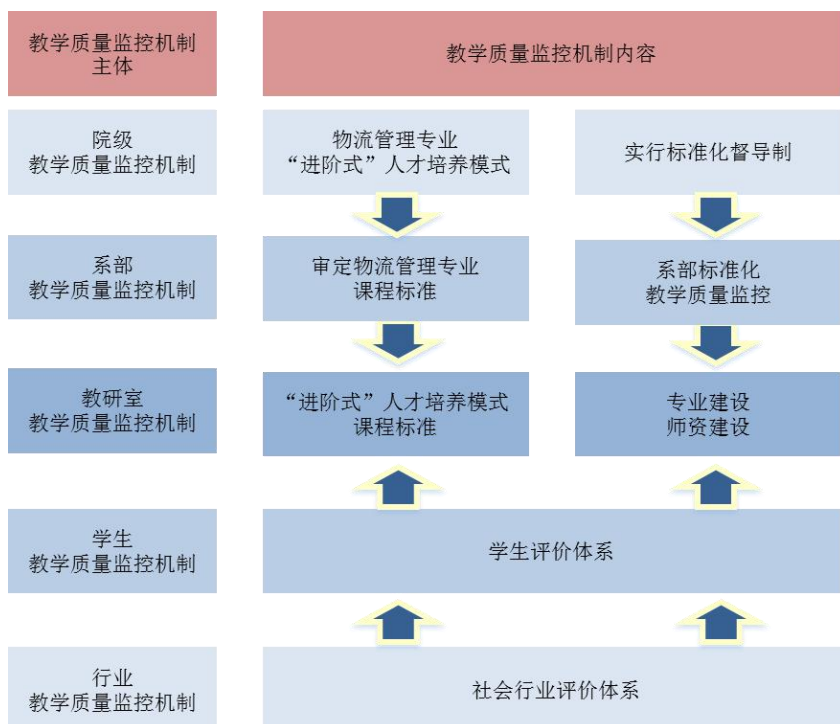 教学质量监控机制
主体
教学质量监控机制内容
院级
教学质量监控机制
物流管理专业
“进阶式”人才培养模式
实行标准化督导制
系部
教学质量监控机制
审定物流管理专业
课程标准
系部标准化
教学质量监控
教研室
教学质量监控机制
“进阶式”人才培养模式
课程标准
专业建设
师资建设
学生
教学质量监控机制
学生评价体系
行业
教学质量监控机制
社会行业评价体系